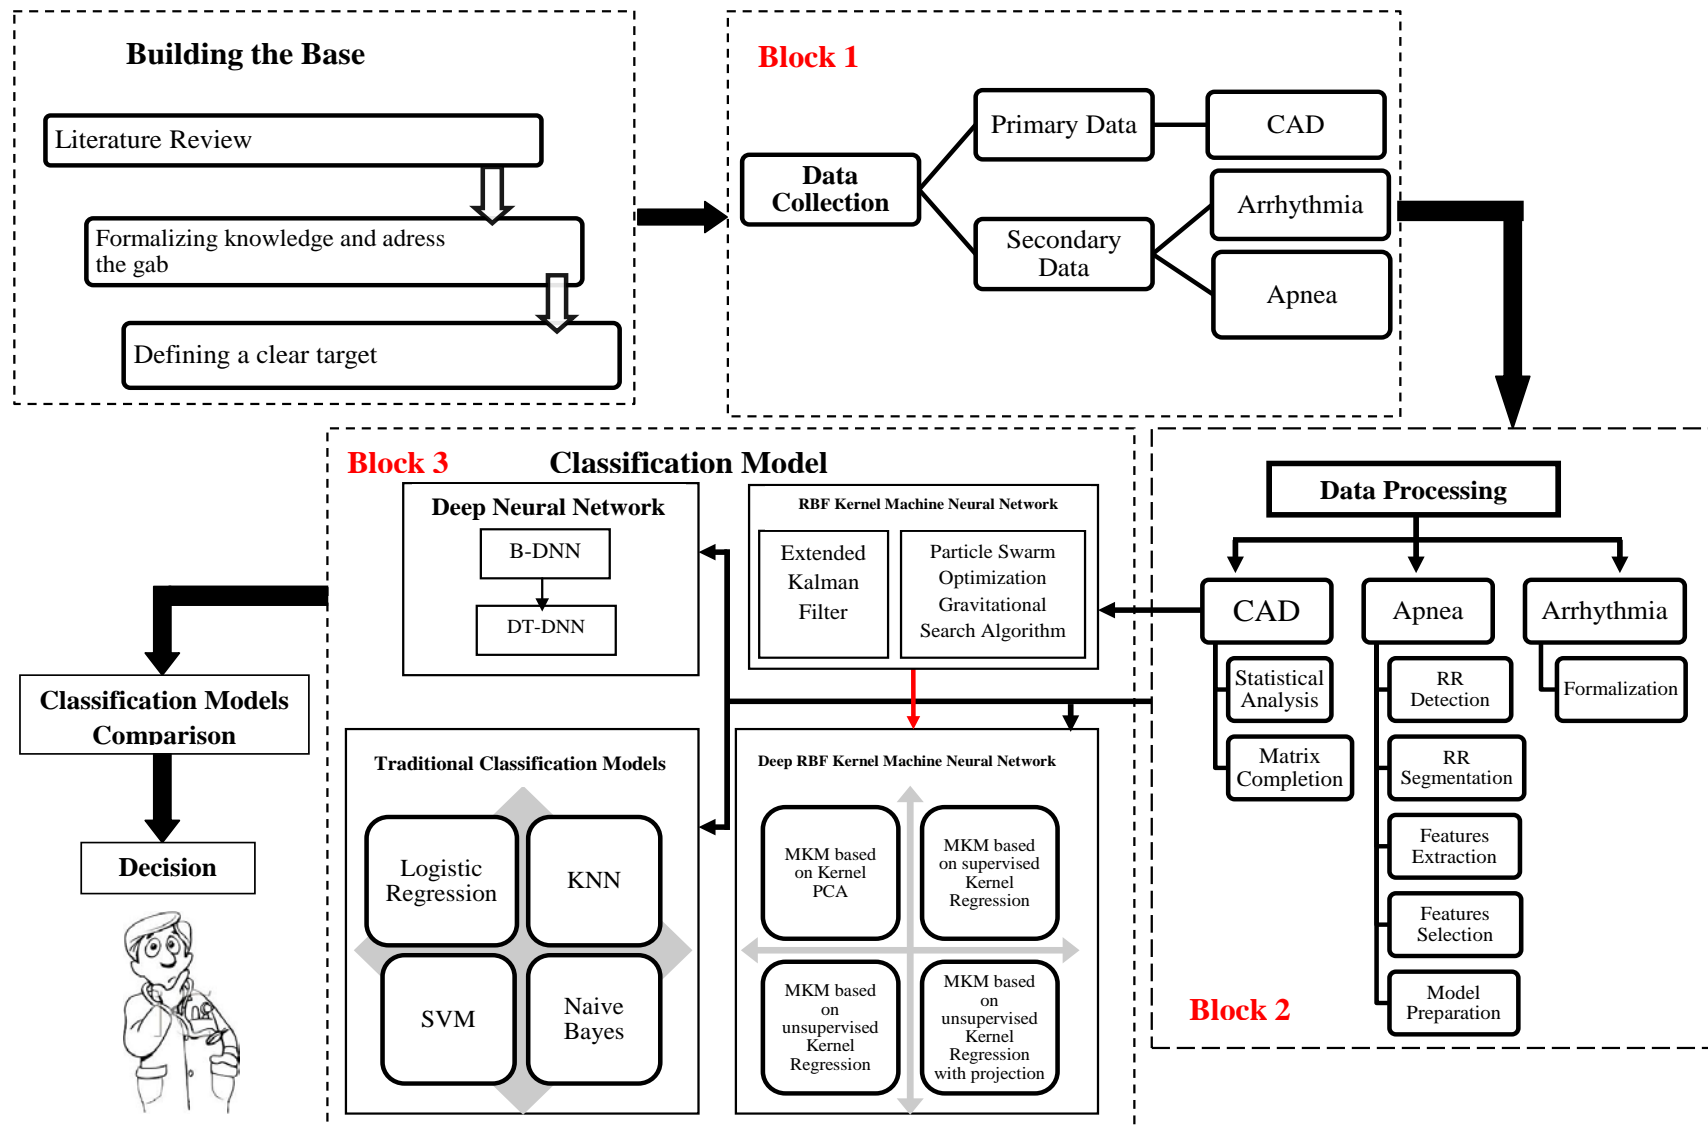 Building the Base
Literature Review
Formalizing knowledge and adress
the gab
Defining a clear target
Block 1
Data
Collection
Primary Data
CAD
Secondary
Data
Arrhythmia
Apnea
Block 2
Data Processing
CAD
Statistical
Analysis
Matrix
Completion
Apnea
RR
Detection
RR
Segmentation
Features
Extraction
Features
Selection
Model
Preparation
Arrhythmia
Formalization
Block 3
Classification Model
Deep Neural Network
B-DNN
DT-DNN
RBF Kernel Machine Neural Network
Extended
Kalman
Filter
Particle Swarm
Optimization
Gravitational
Search Algorithm
Traditional Classification Models
Logistic
Regression
KNN
SVM
Naive
Bayes
Deep RBF Kernel Machine Neural Network
MKM based
on Kernel
PCA
MKM based
on supervised
Kernel
Regression
MKM based
on
unsupervised
Kernel
Regression
MKM based
on
unsupervised
Kernel
Regression
with projection
Classification Models
Comparison
Decision